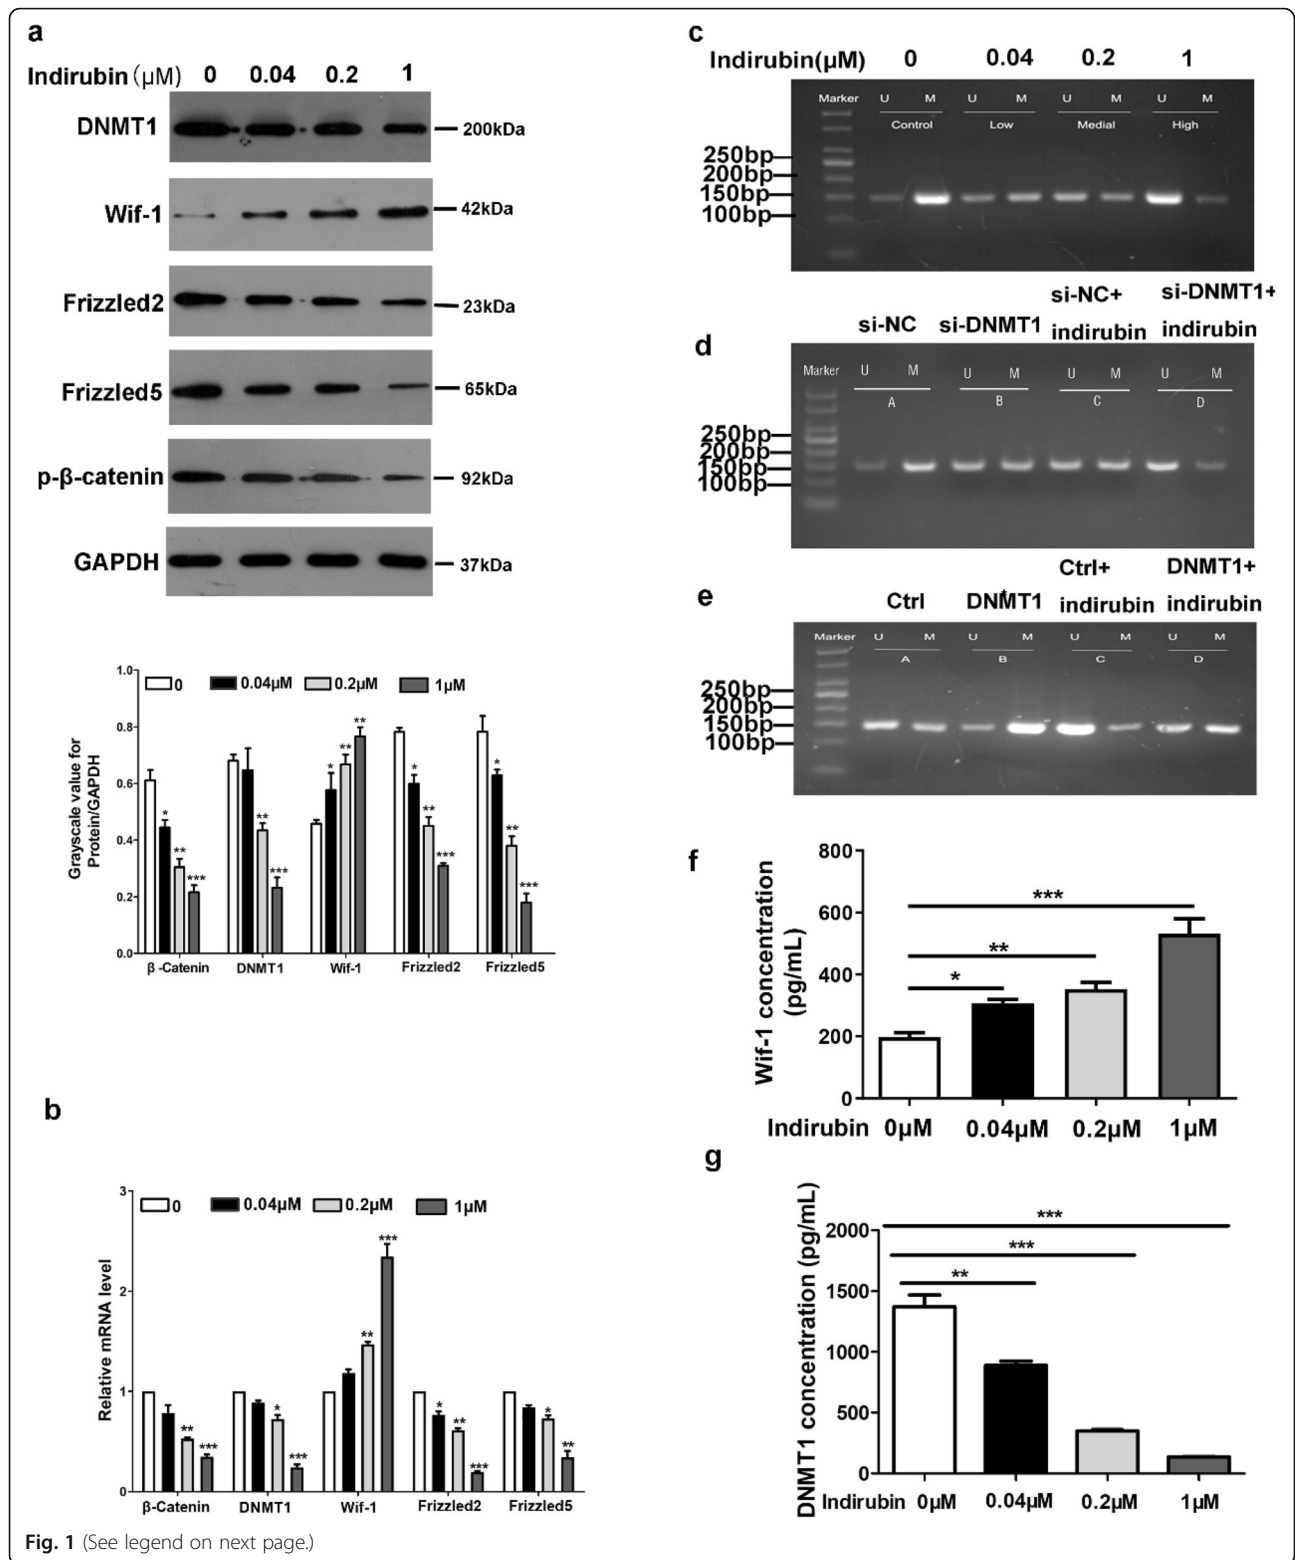 a
Indirubin (μM) 0 0.04 0.2 1
DNMT1 200kDa
Wif-1 42kDa
Frizzled2 23kDa
Frizzled5 65kDa
p-β-catenin 92kDa
GAPDH 37kDa
1.0
0 0.04μM 0.2μM 1μM
0.8
0.6
0.4
0.2
0.0
Grayscale value for
Protein/GAPDH
* ** ***
** ***
* ** **
* ** ***
* ** ***
β -Catenin DNMT1 Wif-1 Frizzled2 Frizzled5
b
3
0 0.04μM 0.2μM 1μM
2
1
0
Relative mRNA level
** ***
* ***
** ***
* ** ***
* **
β-Catenin DNMT1 Wif-1 Frizzled2 Frizzled5
c
Indirubin(μM) 0 0.04 0.2 1
Marker U M U M U M U M
Control Low Medial High
250bp
200bp
150bp
100bp
si-NC+ si-DNMT1+
si-NC si-DNMT1 indirubin indirubin
d
Marker U M U M U M U M
A B C D
250bp
200bp
150bp
100bp
Ctrl+ DNMT1+
e
Ctrl DNMT1 indirubin indirubin
Marker U M U M U M U M
A B C D
250bp
200bp
150bp
100bp
f
800
600
400
200
0
Wif-1 concentration
(pg/mL)
***
**
*
Indirubin 0μM 0.04μM 0.2μM 1μM
g
2000
1500
1000
500
0
DNMT1 concentration (pg/mL)
***
***
**
Indirubin 0μM 0.04μM 0.2μM 1μM
Fig. 1 (See legend on next page.)